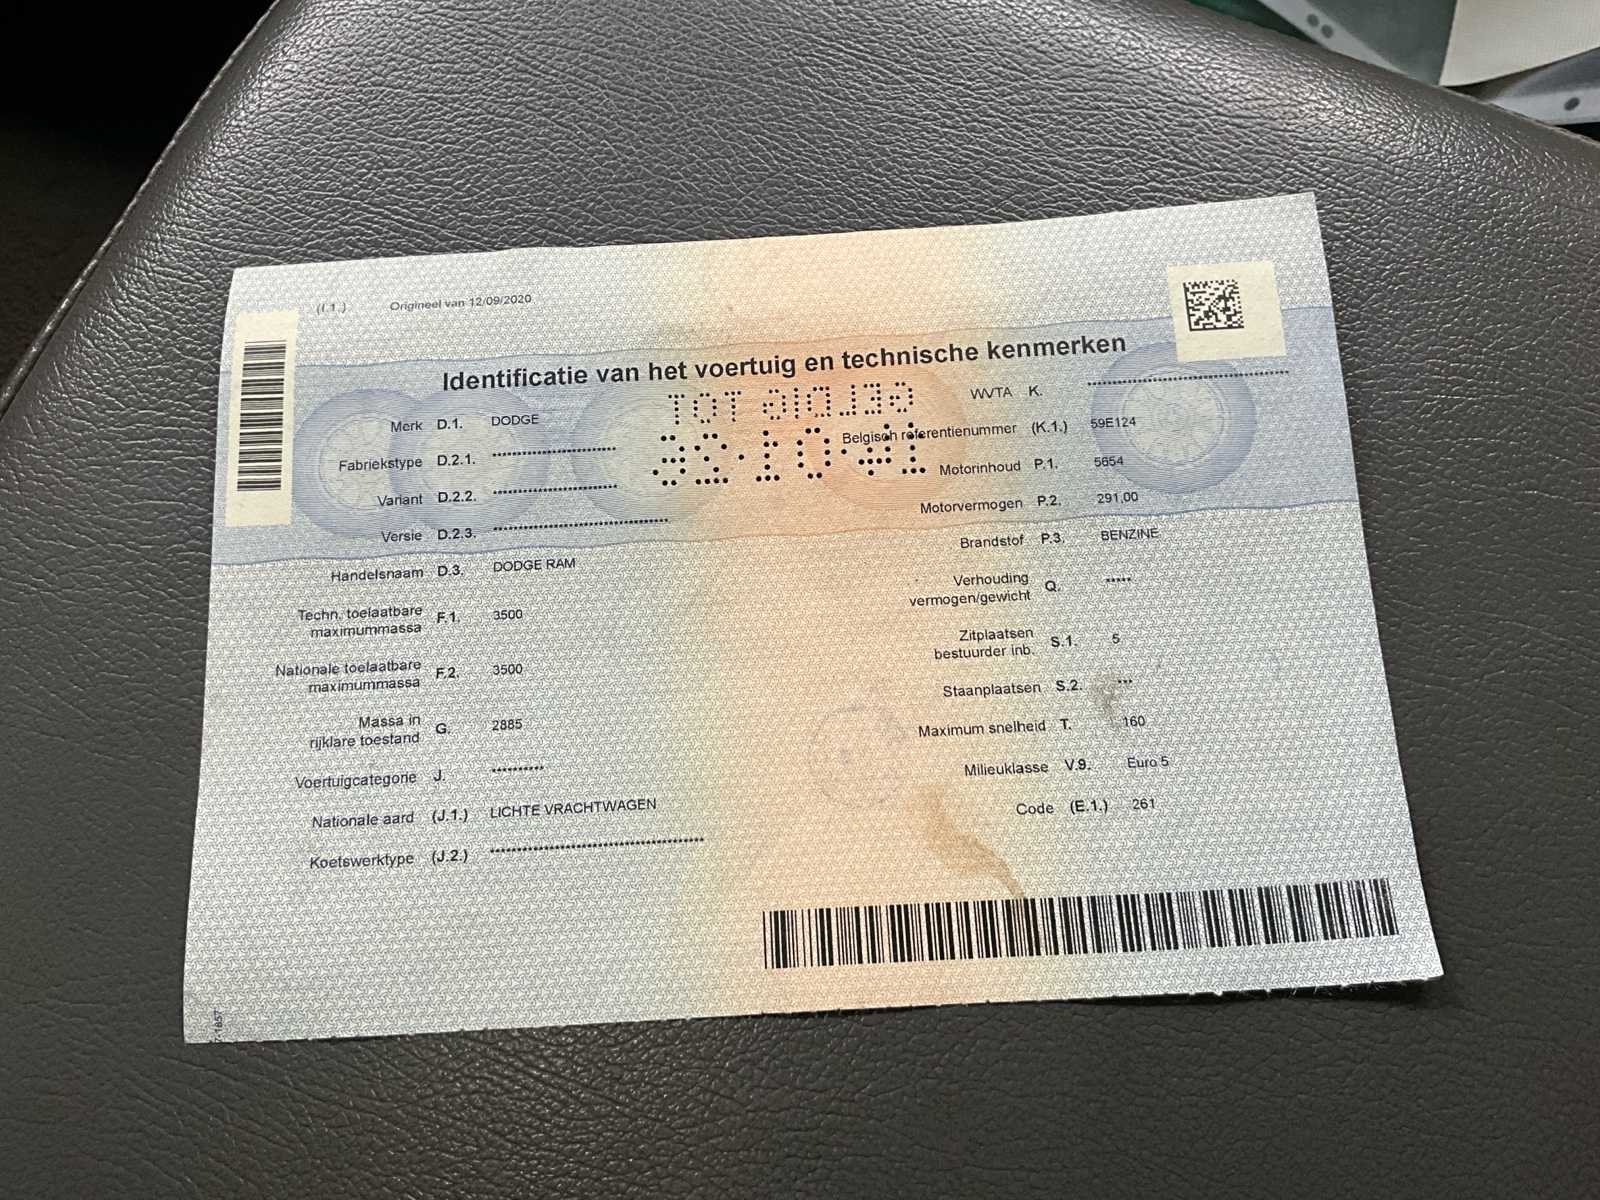 (I.1.) Origineel van 12/09/2020
Identificatie van het voertuig en technische kenmerken
Merk D.1. DODGE
Fabriekstype D.2.1. ********************
Variant D.2.2. ********************
Versie D.2.3. ***********************************
Handelsnaam D.3. DODGE RAM
Techn. toelaatbare
maximummassa F.1. 3500
Nationale toelaatbare
maximummassa F.2. 3500
Massa in
rijklare toestand G. 2885
Voertuigcategorie J. **********
Nationale aard (J.1.) LICHTE VRACHTWAGEN
Koetswerktype (J.2.) ****************************************
GELDIG TOT
WVTA K. ***********************************
Belgisch referentienummer (K.1.) 59E124
Motorinhoud P.1. 5654
Motorvermogen P.2. 291,00
Brandstof P.3. BENZINE
Verhouding
vermogen/gewicht Q. *****
Zitplaatsen
bestuurder inb. S.1. 5
Staanplaatsen S.2. ***
Maximum snelheid T. 160
Milieuklasse V.9. Euro 5
Code (E.1.) 261